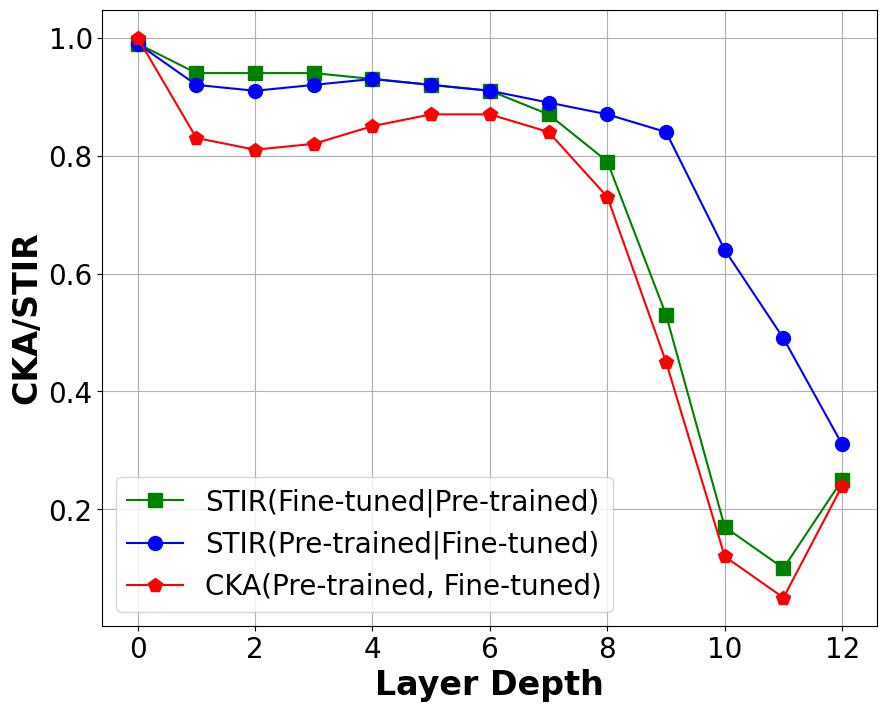 1.0
0.8
0.6
0.4
0.2
CKA/STIR
STIR(Fine-tuned|Pre-trained)
STIR(Pre-trained|Fine-tuned)
CKA(Pre-trained, Fine-tuned)
0 2 4 6 8 10 12
Layer Depth